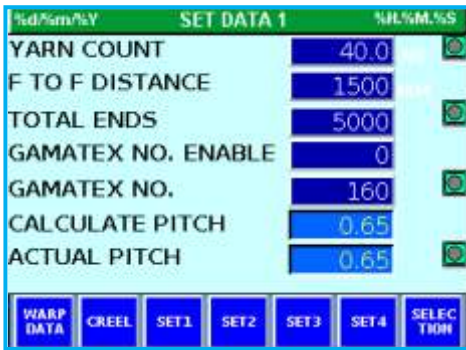 %d/%m/%Y SET DATA 1 %H.%M.%S
YARN COUNT 40.0
F TO F DISTANCE 1500
TOTAL ENDS 5000
GAMATEX NO. ENABLE 0
GAMATEX NO. 160
CALCULATE PITCH 0.65
ACTUAL PITCH 0.65
WARP DATA CREEL SET1 SET2 SET3 SET4 SELEC TION